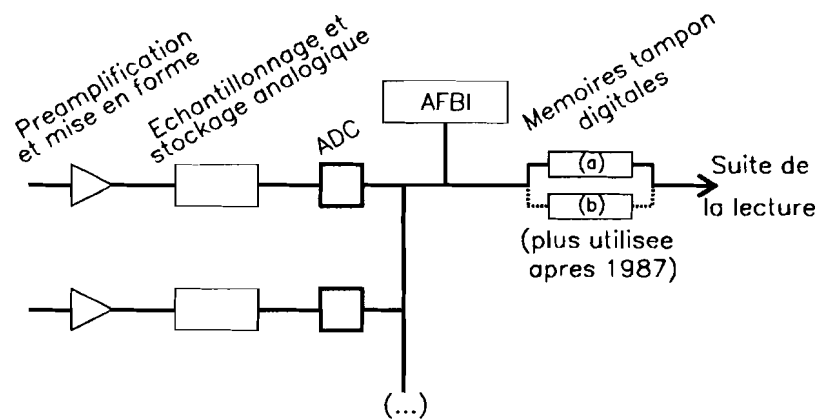 Preamplification
et mise en forme
Echantillonnage et
stockage analogique
ADC
AFBI
Memoires tampon
digitales
(a)
(b)
(plus utilisee
apres 1987)
Suite de
la lecture
(...)